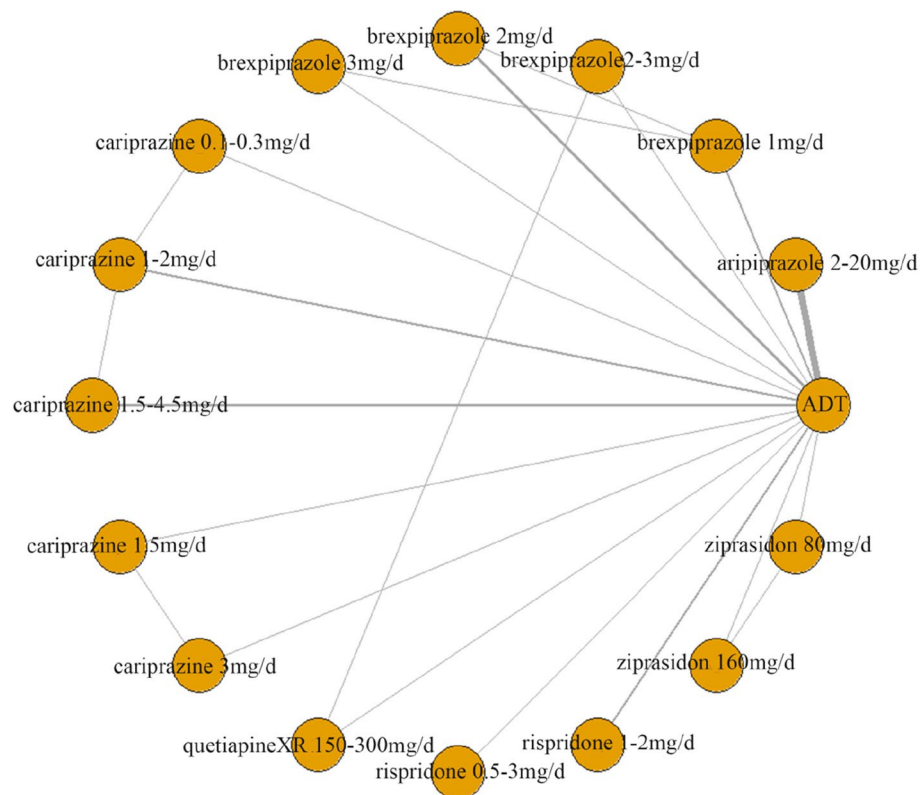 brexpiprazole 2mg/d
brexpiprazole 3mg/d
brexpiprazole2-3mg/d
cariprazine 0.1-0.3mg/d
brexpiprazole 1mg/d
cariprazine 1-2mg/d
aripiprazole 2-20mg/d
cariprazine 1.5-4.5mg/d
ADT
cariprazine 1.5mg/d
ziprasidon 80mg/d
cariprazine 3mg/d
ziprasidon 160mg/d
quetiapineXR 150-300mg/d
rispridone 1-2mg/d
rispridone 0.5-3mg/d